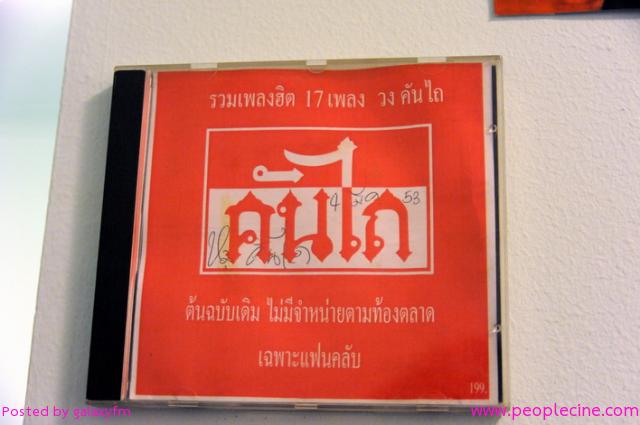 รวมเพลงฮิต 17 เพลง วง คันไถ
คันไถ
4 มีค 53
ต้นฉบับเดิม ไม่มีจำหน่ายตามท้องตลาด
เฉพาะแฟนคลับ
199.
Posted by galaxyfm
www.peoplecine.com